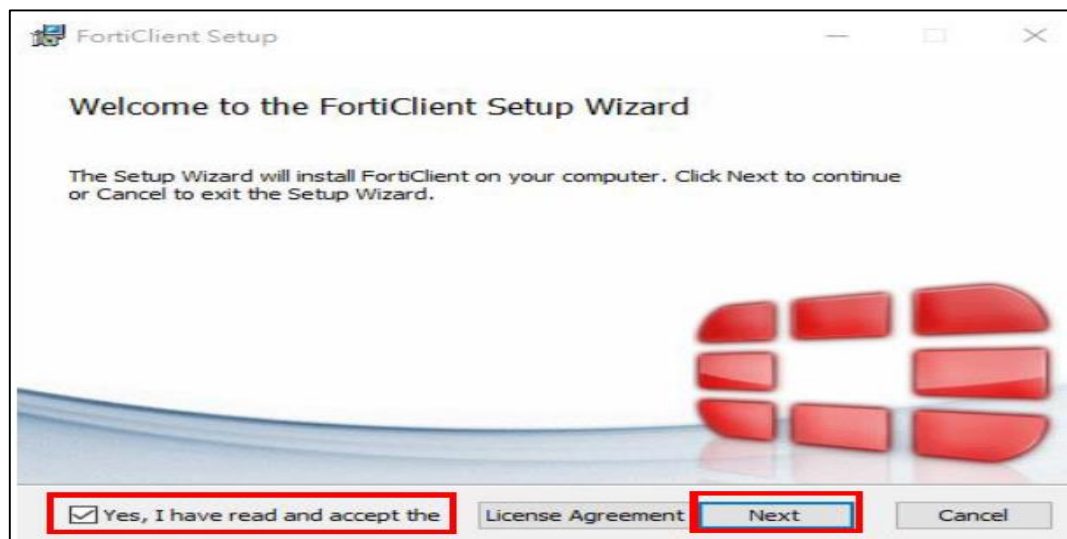 FortiClient Setup
Welcome to the FortiClient Setup Wizard
The Setup Wizard will install FortiClient on your computer. Click Next to continue
or Cancel to exit the Setup Wizard.
Yes, I have read and accept the License Agreement Next Cancel